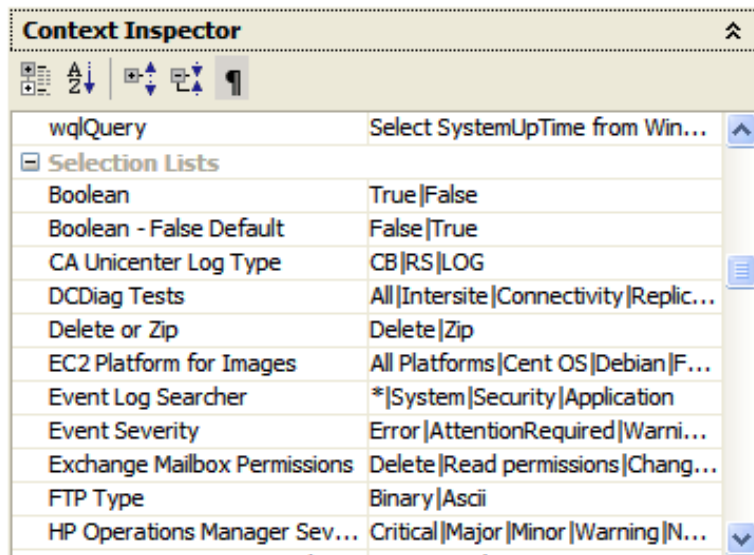 Context Inspector
wqlQuery Select SystemUpTime from Win...
Selection Lists
Boolean True|False
Boolean - False Default False|True
CA Unicenter Log Type CB|RS|LOG
DCDiag Tests All|Intersite|Connectivity|Replic...
Delete or Zip Delete|Zip
EC2 Platform for Images All Platforms|Cent OS|Debian|F...
Event Log Searcher *|System|Security|Application
Event Severity Error|AttentionRequired|Warni...
Exchange Mailbox Permissions Delete|Read permissions|Chang...
FTP Type Binary|Ascii
HP Operations Manager Sev... Critical|Major|Minor|Warning|N...